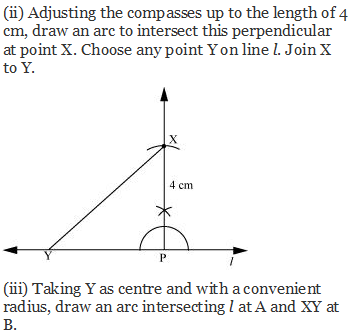 (ii) Adjusting the compasses up to the length of 4
cm, draw an arc to intersect this perpendicular
at point X. Choose any point Y on line l. Join X
to Y.
X
4 cm
Y
P
l
(iii) Taking Y as centre and with a convenient
radius, draw an arc intersecting l at A and XY at
B.